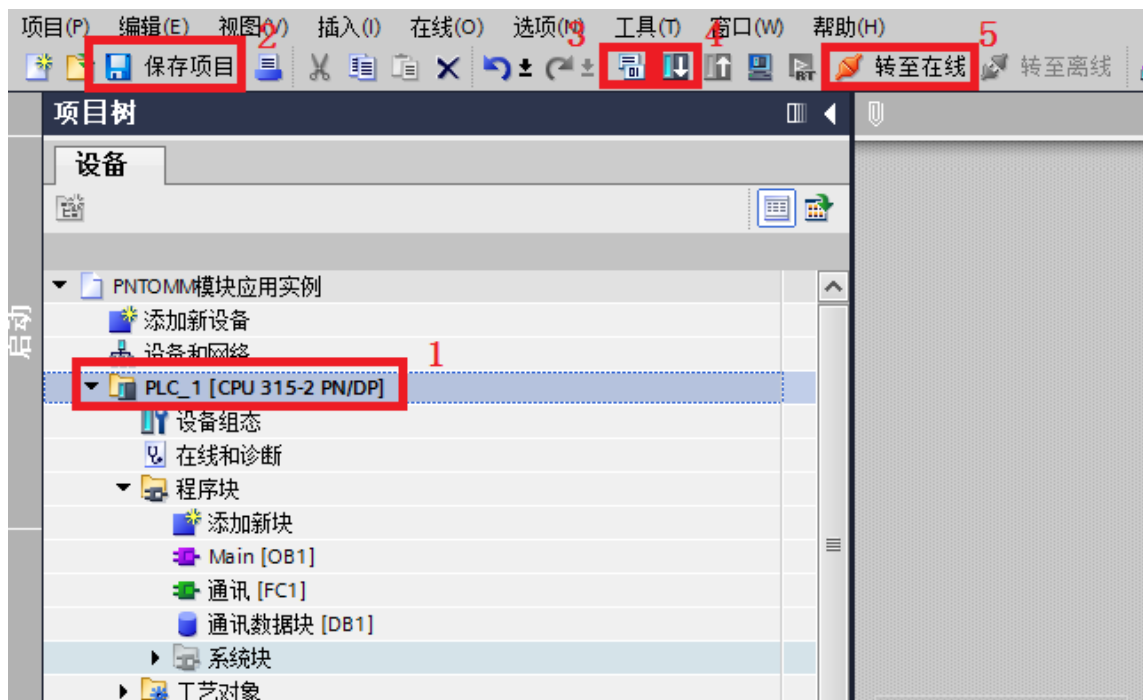 项目(P) 编辑(E) 视图(V) 插入(I) 在线(O) 选项(N) 工具(T) 窗口(W) 帮助(H)
2 3 4 5
保存项目 转至在线 转至离线
项目树
设备
PNTOMM模块应用实例
启动
添加新设备
设备和网络
1
PLC_1 [CPU 315-2 PN/DP]
设备组态
在线和诊断
程序块
添加新块
Main [OB1]
通讯 [FC1]
通讯数据块 [DB1]
系统块
工艺对象